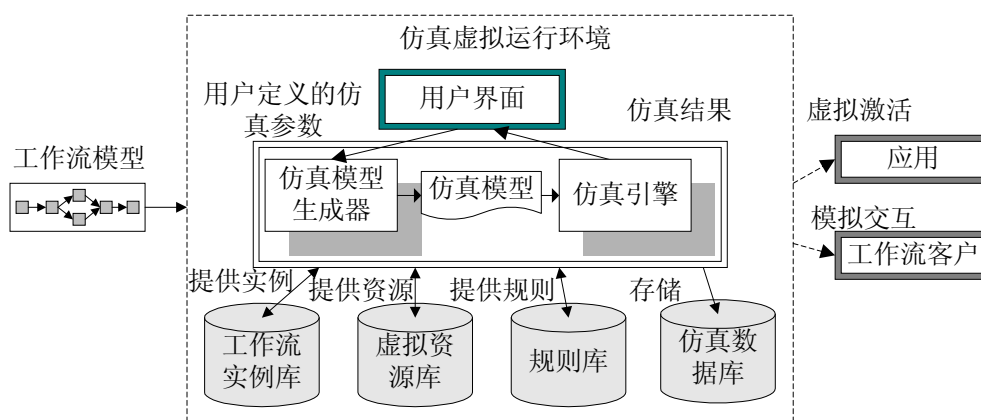 仿真虚拟运行环境
用户定义的仿
真参数
用户界面
仿真结果
虚拟激活
应用
工作流模型
仿真模型
生成器
仿真模型
仿真引擎
模拟交互
工作流客户
提供实例
提供资源
提供规则
存储
工作流
实例库
虚拟资
源库
规则库
仿真数
据库